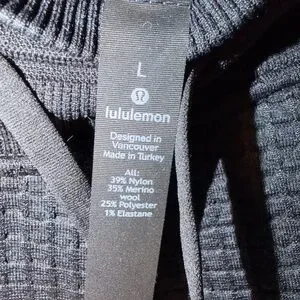 L
lululemon
Designed in
Vancouver
Made in Turkey
All:
39% Nylon
35% Merino
wool
25% Polyester
1% Elastane